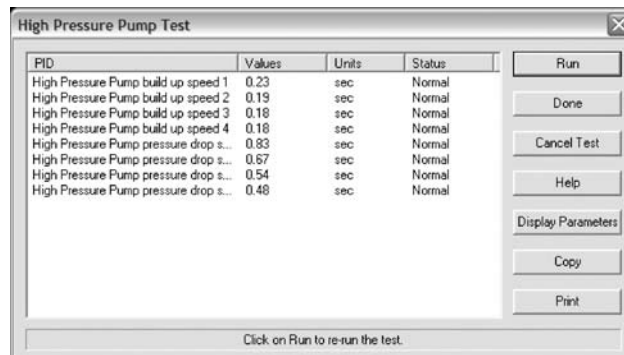 High Pressure Pump Test
PID Values Units Status
High Pressure Pump build up speed 1 0.23 sec Normal
High Pressure Pump build up speed 2 0.19 sec Normal
High Pressure Pump build up speed 3 0.18 sec Normal
High Pressure Pump build up speed 4 0.18 sec Normal
High Pressure Pump pressure drop s... 0.83 sec Normal
High Pressure Pump pressure drop s... 0.67 sec Normal
High Pressure Pump pressure drop s... 0.54 sec Normal
High Pressure Pump pressure drop s... 0.48 sec Normal
Run
Done
Cancel Test
Help
Display Parameters
Copy
Print
Click on Run to re-run the test.